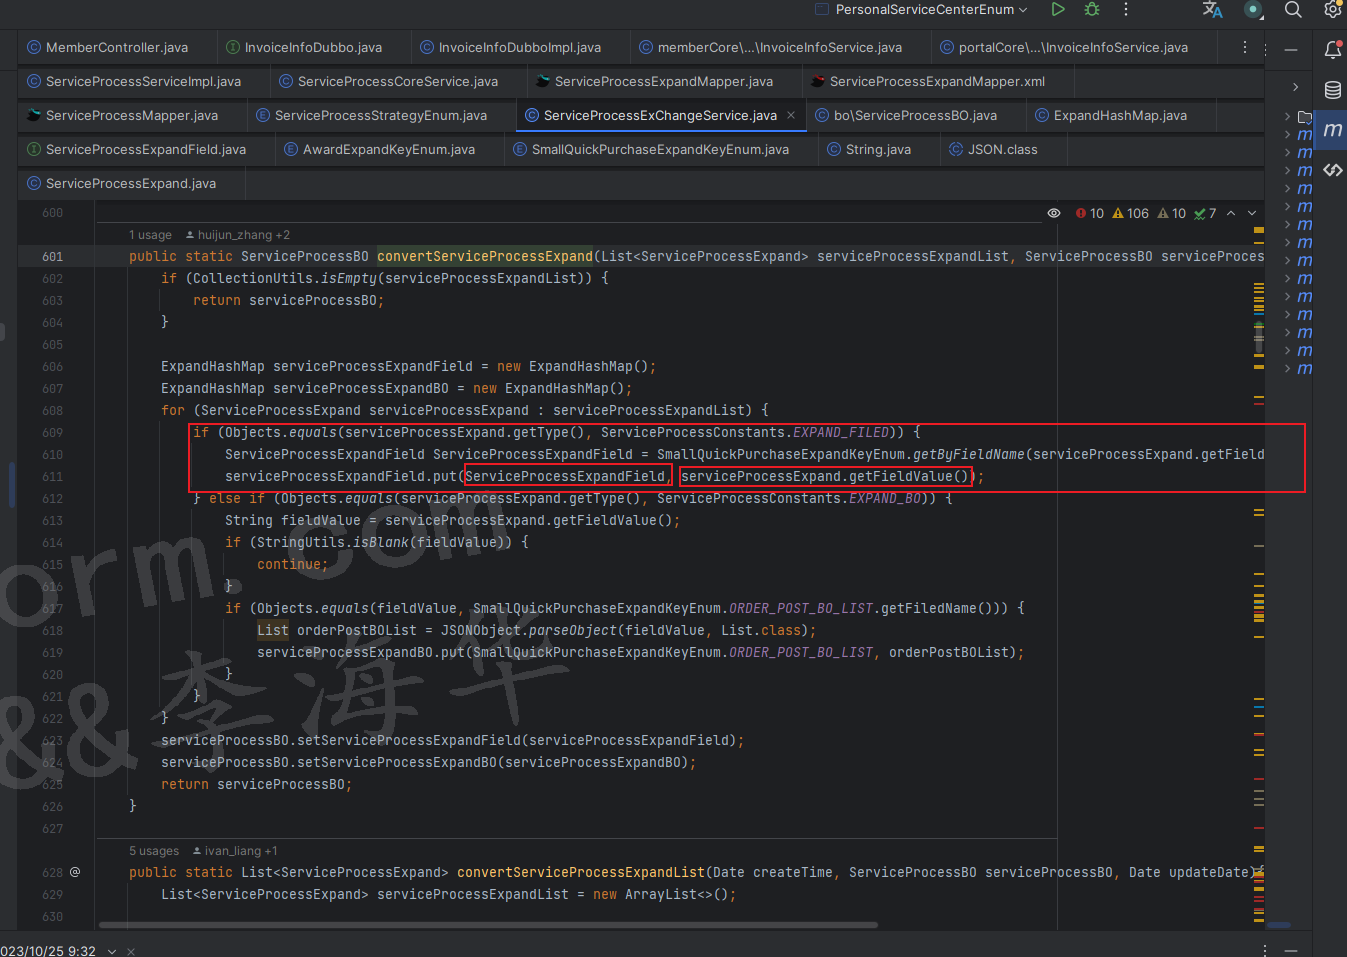 PersonalServiceCenterEnum
MemberController.java InvoiceInfoDubbo.java InvoiceInfoDubboImpl.java memberCore\...\InvoiceInfoService.java portalCore\...\InvoiceInfoService.java
ServiceProcessServiceImpl.java ServiceProcessCoreService.java ServiceProcessExpandMapper.java ServiceProcessExpandMapper.xml
ServiceProcessMapper.java ServiceProcessStrategyEnum.java ServiceProcessExChangeService.java bo\ServiceProcessBO.java ExpandHashMap.java
ServiceProcessExpandField.java AwardExpandKeyEnum.java SmallQuickPurchaseExpandKeyEnum.java String.java JSON.class
ServiceProcessExpand.java
600 10 106 10 7
1 usage huijun_zhang +2
601 public static ServiceProcessBO convertServiceProcessExpand(List<ServiceProcessExpand> serviceProcessExpandList, ServiceProcessBO serviceProces
602 if (CollectionUtils.isEmpty(serviceProcessExpandList)) {
603 return serviceProcessBO;
604 }
605
606 ExpandHashMap serviceProcessExpandField = new ExpandHashMap();
607 ExpandHashMap serviceProcessExpandBO = new ExpandHashMap();
608 for (ServiceProcessExpand serviceProcessExpand : serviceProcessExpandList) {
609 if (Objects.equals(serviceProcessExpand.getType(), ServiceProcessConstants.EXPAND_FILED)) {
610 ServiceProcessExpandField ServiceProcessExpandField = SmallQuickPurchaseExpandKeyEnum.getByFieldName(serviceProcessExpand.getField
611 serviceProcessExpandField.put(ServiceProcessExpandField, serviceProcessExpand.getFieldValue());
612 } else if (Objects.equals(serviceProcessExpand.getType(), ServiceProcessConstants.EXPAND_BO)) {
613 String fieldValue = serviceProcessExpand.getFieldValue();
614 if (StringUtils.isBlank(fieldValue)) {
615 continue;
616 }
617 if (Objects.equals(fieldValue, SmallQuickPurchaseExpandKeyEnum.ORDER_POST_BO_LIST.getFiledName())) {
618 List orderPostBOList = JSONObject.parseObject(fieldValue, List.class);
619 serviceProcessExpandBO.put(SmallQuickPurchaseExpandKeyEnum.ORDER_POST_BO_LIST, orderPostBOList);
620 }
621 }
622 }
623 serviceProcessBO.setServiceProcessExpandField(serviceProcessExpandField);
624 serviceProcessBO.setServiceProcessExpandBO(serviceProcessExpandBO);
625 return serviceProcessBO;
626 }
627
5 usages ivan_liang +1
628 public static List<ServiceProcessExpand> convertServiceProcessExpandList(Date createTime, ServiceProcessBO serviceProcessBO, Date updateDate){
629 List<ServiceProcessExpand> serviceProcessExpandList = new ArrayList<>();
630
023/10/25 9:32
orm.com
&&李海华